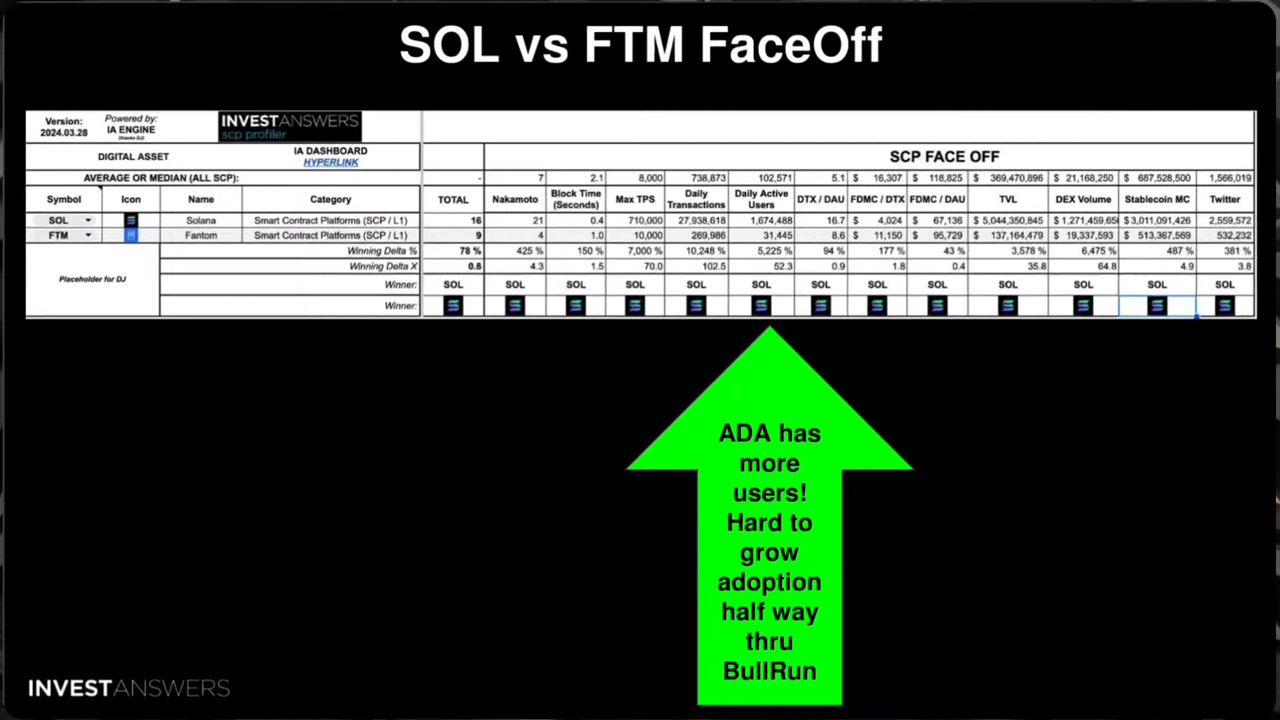 SOL vs FTM FaceOff
Version: 2024.03.28 Powered by: IA ENGINE (thanks DJ) INVESTANSWERS scp profiler
DIGITAL ASSET IA DASHBOARD HYPERLINK SCP FACE OFF
AVERAGE OR MEDIAN (ALL SCP): - 7 2.1 8,000 738,873 102,571 5.1 $ 16,307 $ 118,825 $ 369,470,896 $ 21,168,250 $ 687,528,500 1,566,019
Symbol Icon Name Category TOTAL Nakamoto Block Time (Seconds) Max TPS Daily Transactions Daily Active Users DTX / DAU FDMC / DTX FDMC / DAU TVL DEX Volume Stablecoin MC Twitter
SOL Solana Smart Contract Platforms (SCP / L1) 16 21 0.4 710,000 27,938,618 1,674,488 16.7 $ 4,024 $ 67,136 $ 5,044,350,845 $ 1,271,459,656 $ 3,011,091,426 2,559,572
FTM Fantom Smart Contract Platforms (SCP / L1) 9 4 1.0 10,000 269,986 31,445 8.6 $ 11,150 $ 95,729 $ 137,164,479 $ 19,337,593 $ 513,367,569 532,232
Winning Delta % 78 % 425 % 150 % 7,000 % 10,248 % 5,225 % 94 % 177 % 43 % 3,578 % 6,475 % 487 % 381 %
Placeholder for DJ Winning Delta X 0.8 4.3 1.5 70.0 102.5 52.3 0.9 1.8 0.4 35.8 64.8 4.9 3.8
Winner: SOL SOL SOL SOL SOL SOL SOL SOL SOL SOL SOL SOL SOL
Winner:
ADA has
more
users!
Hard to
grow
adoption
half way
thru
BullRun
INVESTANSWERS